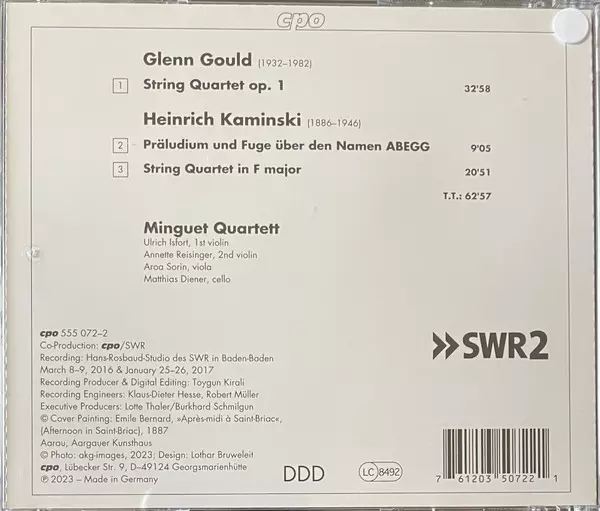 cpo
Glenn Gould (1932–1982)
1 String Quartet op. 1 32'58
Heinrich Kaminski (1886–1946)
2 Präludium und Fuge über den Namen ABEGG 9'05
3 String Quartet in F major 20'51
T.T.: 62'57
Minguet Quartett
Ulrich Isfort, 1st violin
Annette Reisinger, 2nd violin
Aroa Sorin, viola
Matthias Diener, cello
cpo 555 072–2
Co-Production: cpo/SWR
Recording: Hans-Rosbaud-Studio des SWR in Baden-Baden
March 8–9, 2016 & January 25–26, 2017
Recording Producer & Digital Editing: Toygun Kirali
Recording Engineers: Klaus-Dieter Hesse, Robert Müller
Executive Producers: Lotte Thaler/Burkhard Schmilgun
© Cover Painting: Emile Bernard, »Après-midi à Saint-Briac«,
(Afternoon in Saint-Briac), 1887
Aarau, Aargauer Kunsthaus
© Photo: akg-images, 2023; Design: Lothar Bruweleit
cpo, Lübecker Str. 9, D–49124 Georgsmarienhütte
℗ 2023 – Made in Germany
SWR2
DDD
LC 8492
7 61203 50722 1